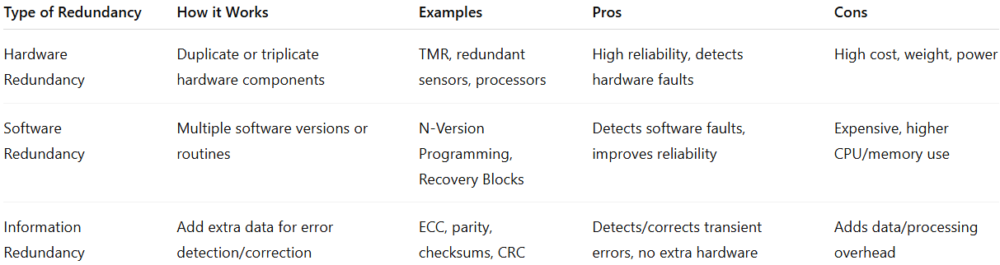 Type of Redundancy How it Works Examples Pros Cons
Hardware Duplicate or triplicate TMR, redundant High reliability, detects High cost, weight, power
Redundancy hardware components sensors, processors hardware faults
Software Multiple software versions or N-Version Detects software faults, Expensive, higher
Redundancy routines Programming, improves reliability CPU/memory use
Recovery Blocks
Information Add extra data for error ECC, parity, Detects/corrects transient Adds data/processing
Redundancy detection/correction checksums, CRC errors, no extra hardware overhead